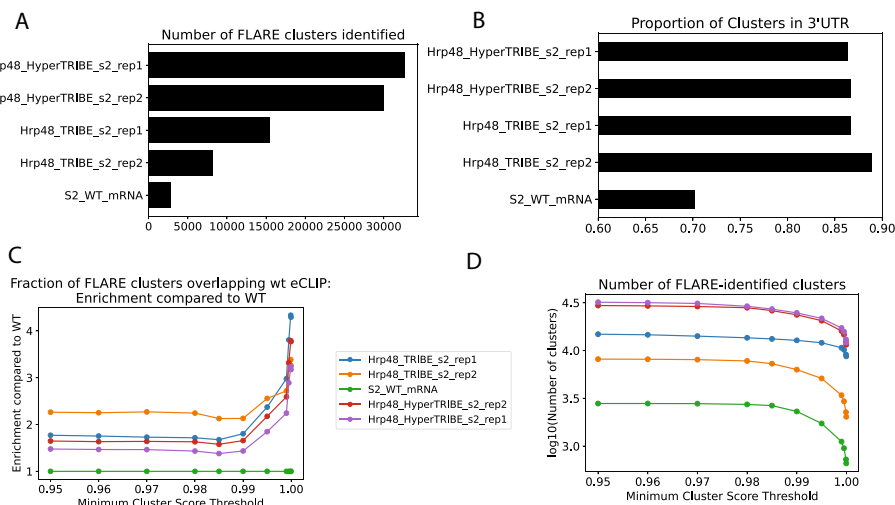 A
Number of FLARE clusters identified
rp48_HyperTRIBE_s2_rep1
rp48_HyperTRIBE_s2_rep2
Hrp48_TRIBE_s2_rep1
Hrp48_TRIBE_s2_rep2
S2_WT_mRNA
0 5000 10000 15000 20000 25000 30000
B
Proportion of Clusters in 3'UTR
Hrp48_HyperTRIBE_s2_rep1
Hrp48_HyperTRIBE_s2_rep2
Hrp48_TRIBE_s2_rep1
Hrp48_TRIBE_s2_rep2
S2_WT_mRNA
0.60 0.65 0.70 0.75 0.80 0.85 0.90
C
Fraction of FLARE clusters overlapping wt eCLIP:
Enrichment compared to WT
Enrichment compared to WT
4
3
2
1
0.95 0.96 0.97 0.98 0.99 1.00
Minimum Cluster Score Threshold
Hrp48_TRIBE_s2_rep1
Hrp48_TRIBE_s2_rep2
S2_WT_mRNA
Hrp48_HyperTRIBE_s2_rep2
Hrp48_HyperTRIBE_s2_rep1
D
Number of FLARE-identified clusters
log10(Number of clusters)
4.5
4.0
3.5
3.0
0.95 0.96 0.97 0.98 0.99 1.00
Minimum Cluster Score Threshold